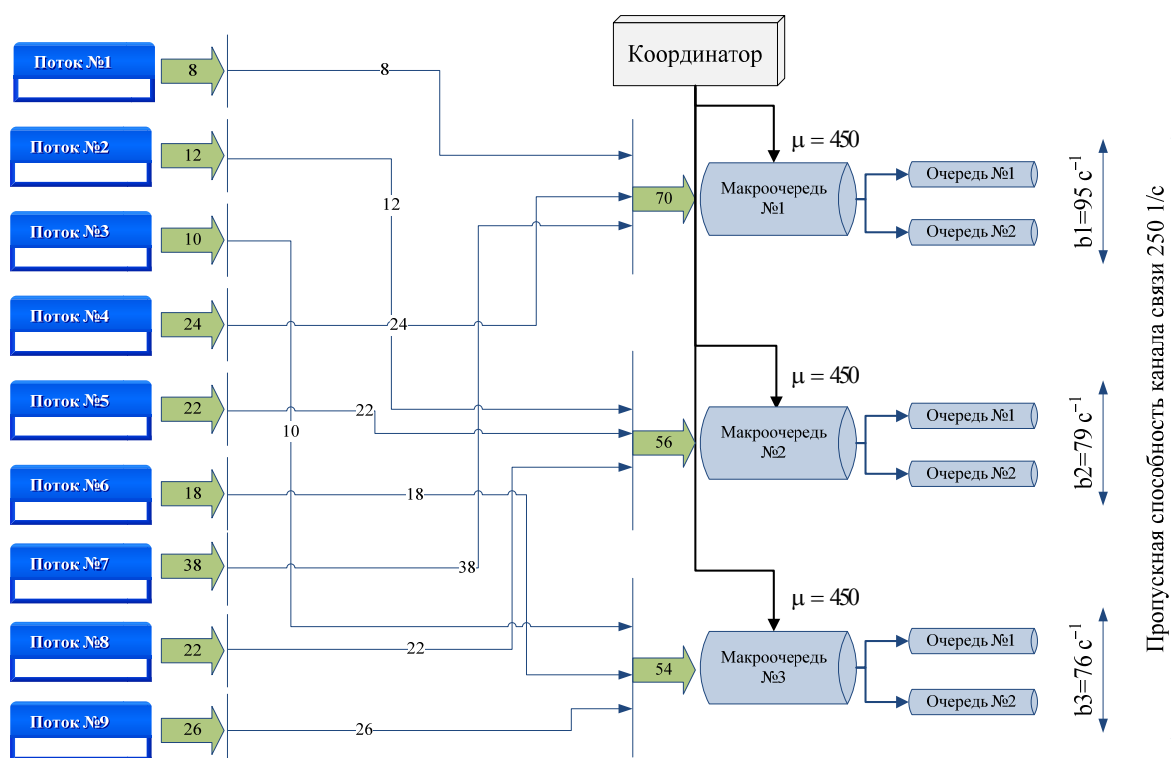 Координатор
Поток №1
8
8
Поток №2
12
12
Поток №3
10
10
Поток №4
24
24
Поток №5
22
22
Поток №6
18
18
Поток №7
38
38
Поток №8
22
22
Поток №9
26
26
70
μ = 450
Макроочередь
№1
Очередь №1
Очередь №2
b1=95 c⁻¹
56
μ = 450
Макроочередь
№2
Очередь №1
Очередь №2
b2=79 c⁻¹
54
μ = 450
Макроочередь
№3
Очередь №1
Очередь №2
b3=76 c⁻¹
Пропускная способность канала связи 250 1/c